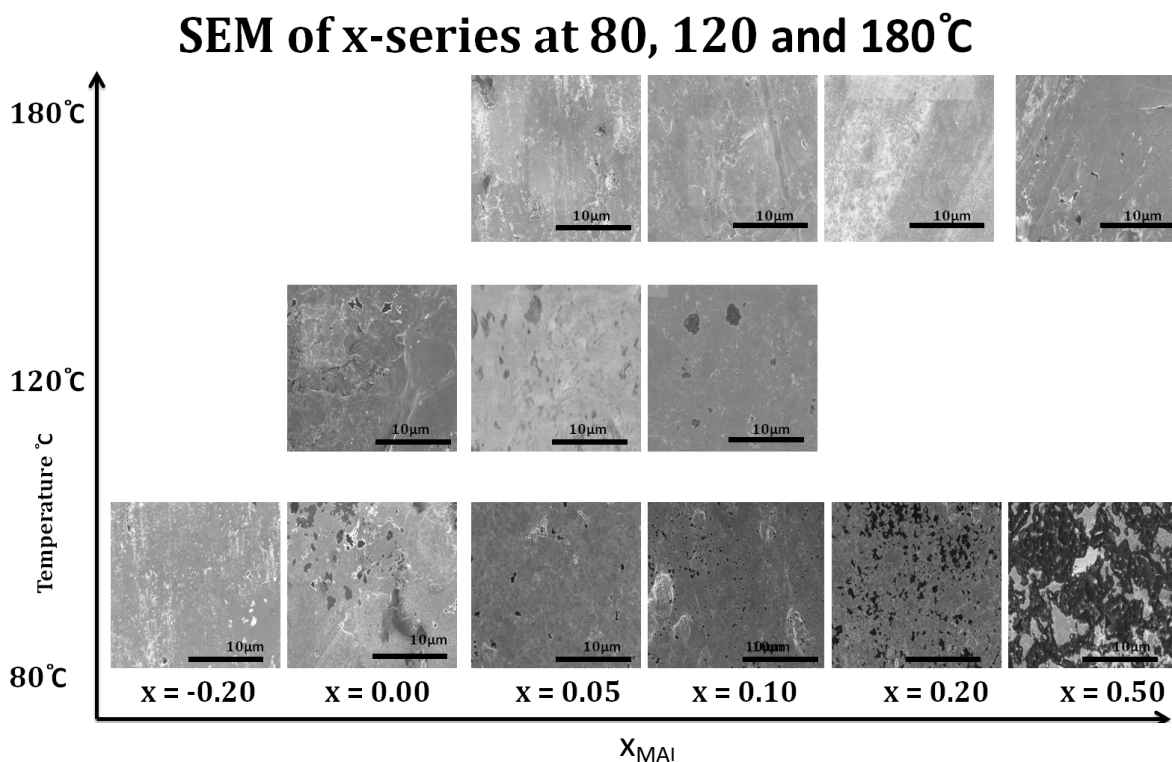 SEM of x-series at 80, 120 and 180°C
180°C
10µm 10µm 10µm 10µm
120°C
10µm 10µm 10µm
Temperature °C
10µm 10µm 10µm 10µm 10µm 10µm
80°C
x = -0.20 x = 0.00 x = 0.05 x = 0.10 x = 0.20 x = 0.50
XMAI